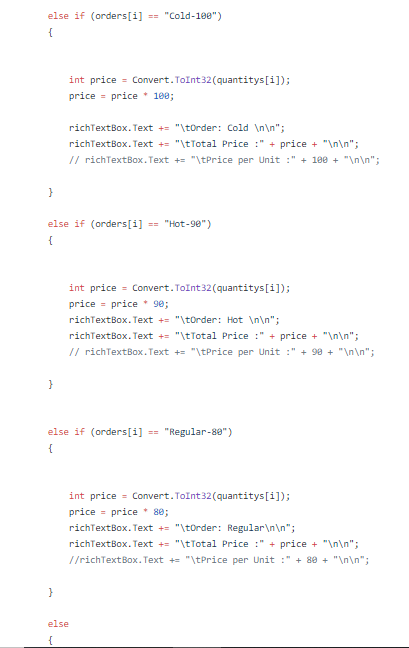 else if (orders[i] == "Cold-100")
{
int price = Convert.ToInt32(quantitys[i]);
price = price * 100;
richTextBox.Text += "\tOrder: Cold \n\n";
richTextBox.Text += "\tTotal Price :" + price + "\n\n";
// richTextBox.Text += "\tPrice per Unit :" + 100 + "\n\n";
}
else if (orders[i] == "Hot-90")
{
int price = Convert.ToInt32(quantitys[i]);
price = price * 90;
richTextBox.Text += "\tOrder: Hot \n\n";
richTextBox.Text += "\tTotal Price :" + price + "\n\n";
// richTextBox.Text += "\tPrice per Unit :" + 90 + "\n\n";
}
else if (orders[i] == "Regular-80")
{
int price = Convert.ToInt32(quantitys[i]);
price = price * 80;
richTextBox.Text += "\tOrder: Regular\n\n";
richTextBox.Text += "\tTotal Price :" + price + "\n\n";
//richTextBox.Text += "\tPrice per Unit :" + 80 + "\n\n";
}
else
{